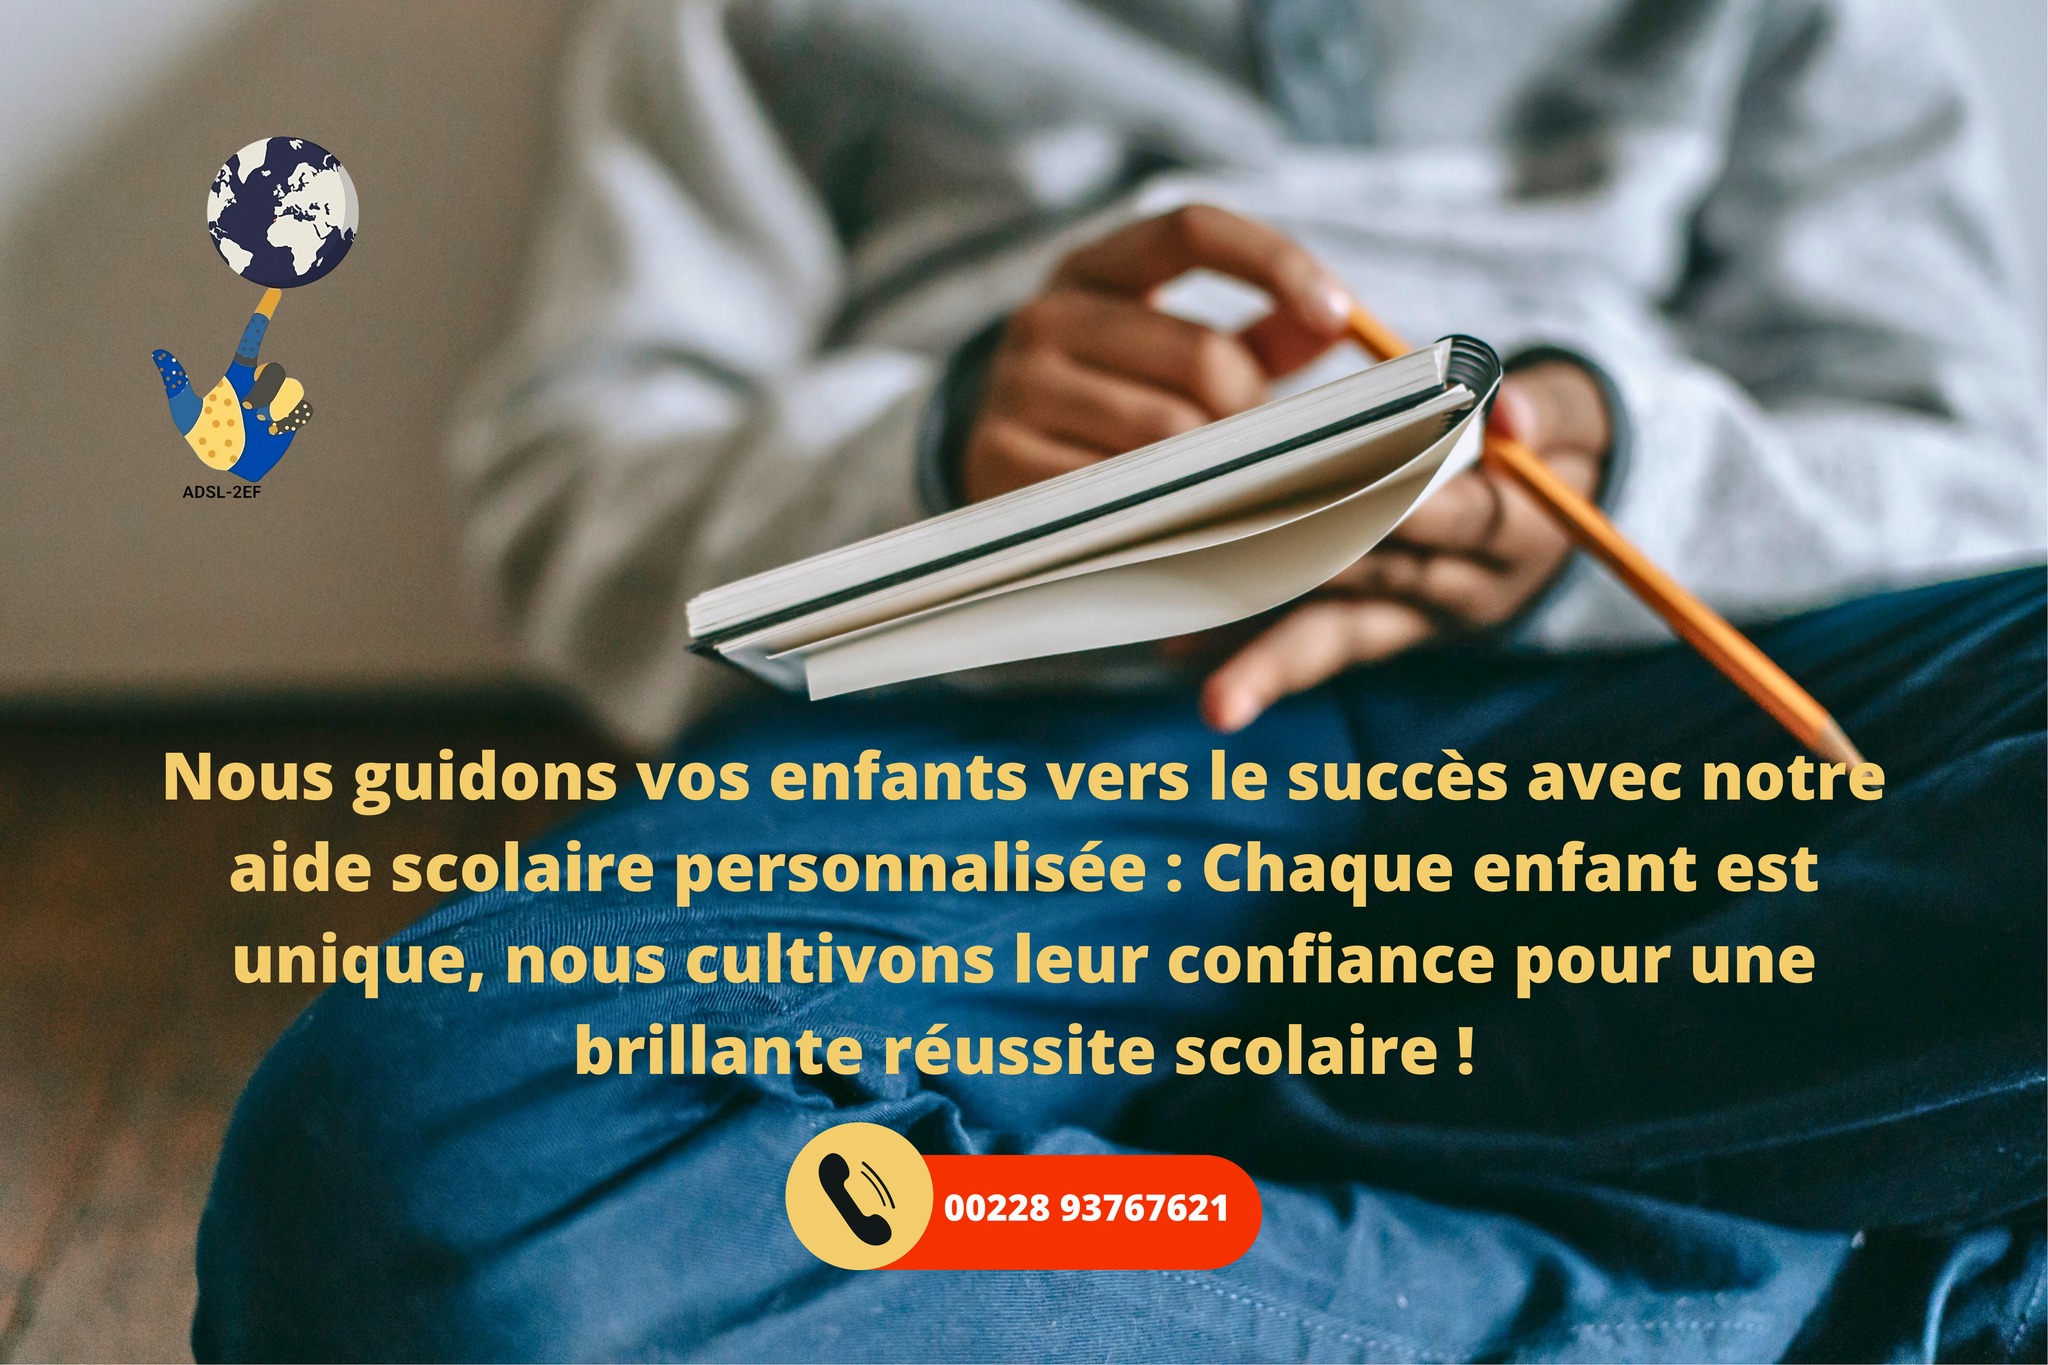 ADSL-2EF
Nous guidons vos enfants vers le succès avec notre
aide scolaire personnalisée : Chaque enfant est
unique, nous cultivons leur confiance pour une
brillante réussite scolaire !
00228 93767621